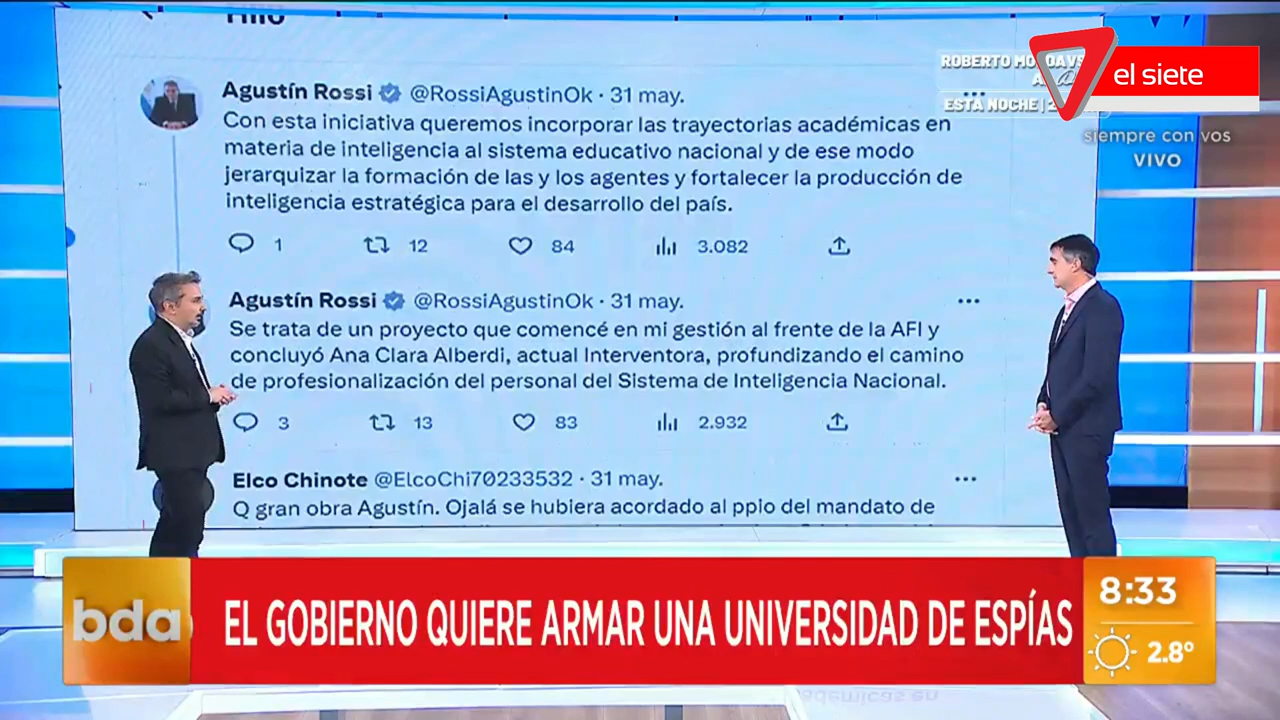 Hilo
Agustín Rossi @RossiAgustinOk · 31 may.
Con esta iniciativa queremos incorporar las trayectorias académicas en
materia de inteligencia al sistema educativo nacional y de ese modo
jerarquizar la formación de las y los agentes y fortalecer la producción de
inteligencia estratégica para el desarrollo del país.
1 12 84 3.082
Agustín Rossi @RossiAgustinOk · 31 may.
Se trata de un proyecto que comencé en mi gestión al frente de la AFI y
concluyó Ana Clara Alberdi, actual Interventora, profundizando el camino
de profesionalización del personal del Sistema de Inteligencia Nacional.
3 13 83 2.932
Elco Chinote @ElcoChi70233532 · 31 may.
Q gran obra Agustín. Ojalá se hubiera acordado al ppio del mandato de
ROBERTO
ESTA NOCHE |
el siete
siempre con vos
VIVO
bda
EL GOBIERNO QUIERE ARMAR UNA UNIVERSIDAD DE ESPÍAS
8:33
2.8º